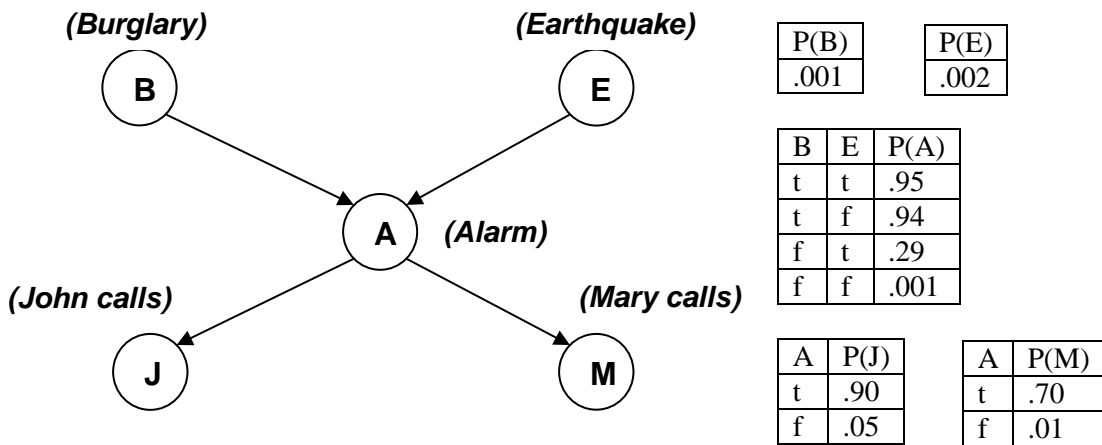 (Burglary)
(Earthquake)
B
E
A
(Alarm)
(John calls)
(Mary calls)
J
M
P(B)
.001
P(E)
.002
B E P(A)
t t .95
t f .94
f t .29
f f .001
A P(J)
t .90
f .05
A P(M)
t .70
f .01